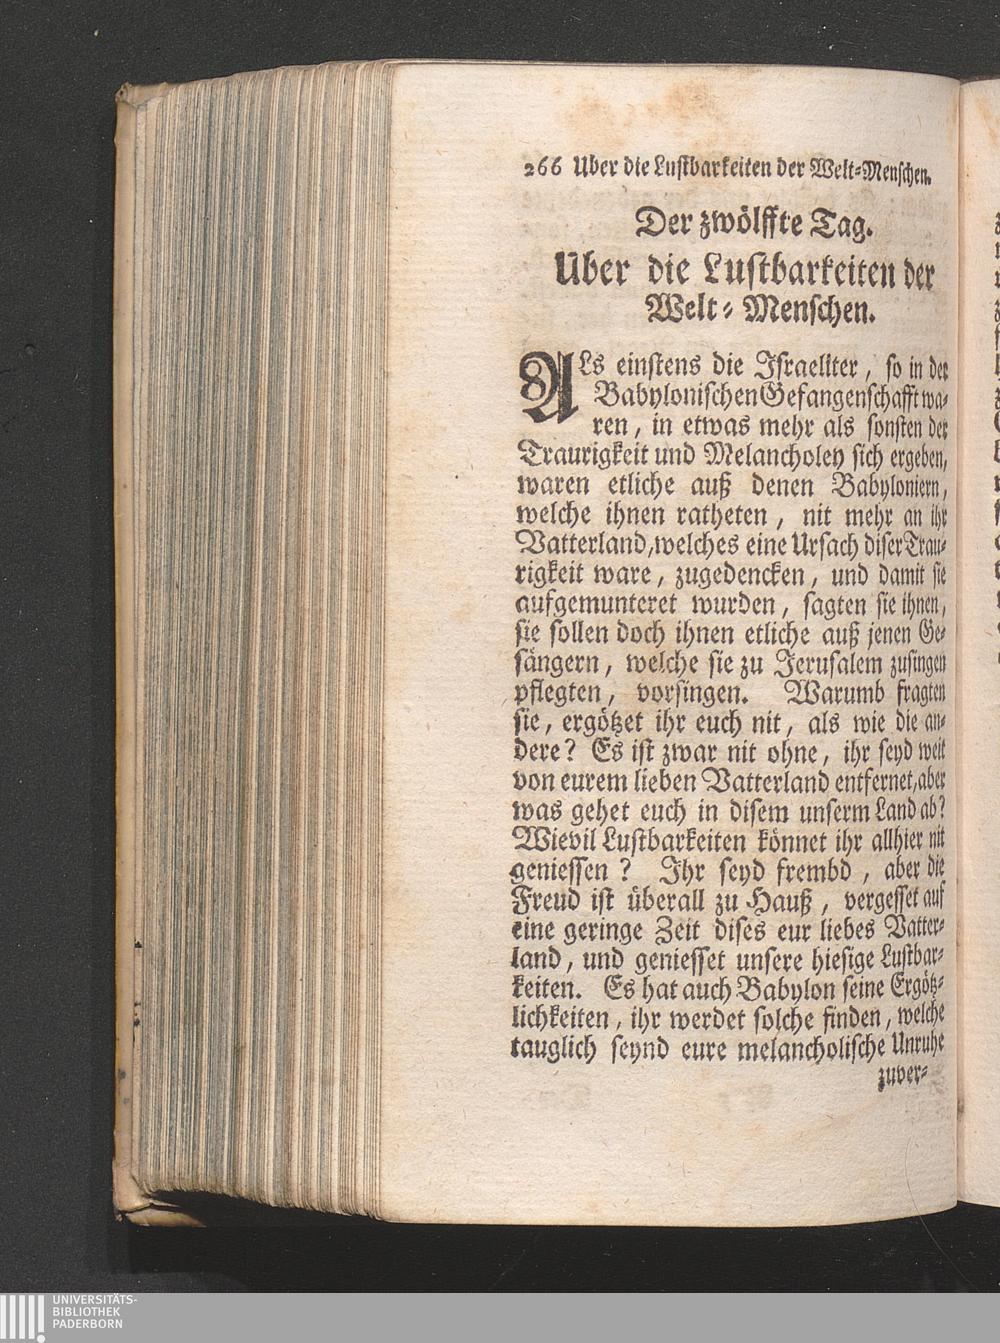 266 Uber die Lustbarkeiten der Welt-Menschen.
Der zwölffte Tag.
Uber die Lustbarkeiten der
Welt-Menschen.
ALs einstens die Israeliter, so in der
Babylonischen Gefangenschafft wa-
ren, in etwas mehr als sonsten der
Traurigkeit und Melancholey sich ergeben,
waren etliche auß denen Babyloniern,
welche ihnen ratheten, nit mehr an ihr
Vatterland, welches eine Ursach diser Trau-
rigkeit ware, zugedencken, und damit sie
aufgemunteret wurden, sagten sie ihnen,
sie sollen doch ihnen etliche auß jenen Ge-
sängern, welche sie zu Jerusalem zusingen
pflegten, vorsingen. Warumb fragten
sie, ergötzet ihr euch nit, als wie die an-
dere? Es ist zwar nit ohne, ihr seyd weit
von eurem lieben Vatterland entfernet, aber
was gehet euch in disem unserm Land ab?
Wievil Lustbarkeiten könnet ihr allhier nit
geniessen? Ihr seyd frembd, aber die
Freud ist überall zu Hauß, vergesset auf
eine geringe Zeit dises eur liebes Vatter-
land, und geniesset unsere hiesige Lustbar-
keiten. Es hat auch Babylon seine Ergötz-
lichkeiten, ihr werdet solche finden, welche
tauglich seynd eure melancholische Unruhe
zuver-
UNIVERSITÄTS-
BIBLIOTHEK
PADERBORN